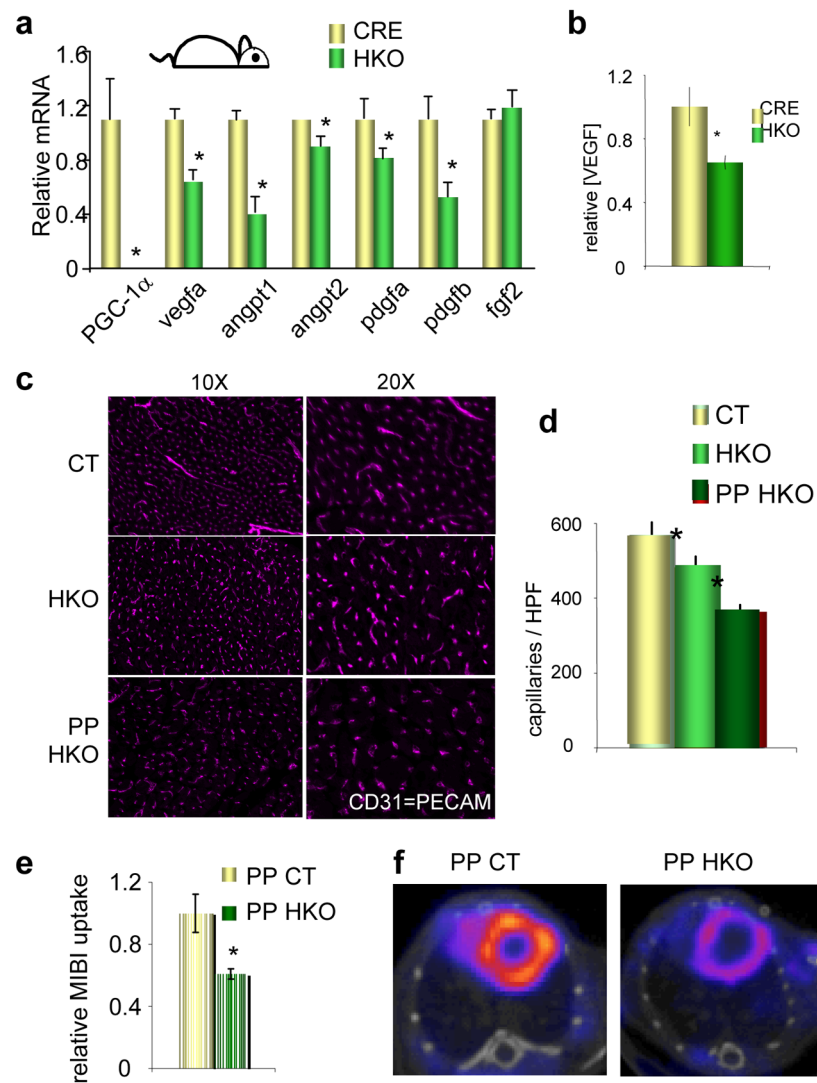 a
CRE
HKO
Relative mRNA
1.6
1.2
0.8
0.4
0
*
*
*
*
*
*
PGC-1α
vegfa
angpt1
angpt2
pdgfa
pdgfb
fgf2
b
CRE
HKO
relative [VEGF]
1.2
0.8
0.4
0
*
c
10X
20X
CT
HKO
PP
HKO
CD31=PECAM
d
CT
HKO
PP HKO
capillaries / HPF
600
400
200
0
*
*
e
PP CT
PP HKO
relative MIBI uptake
1.2
0.8
0.4
0
*
f
PP CT
PP HKO